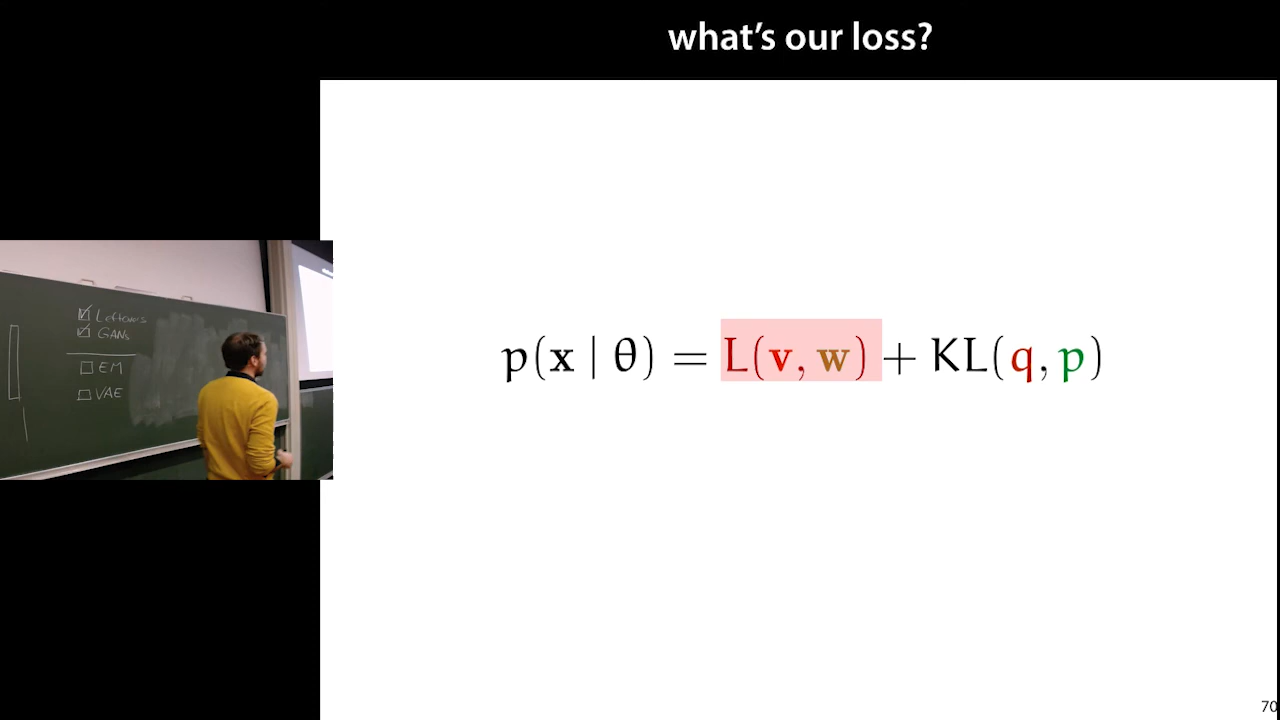 what's our loss?
☑ Leftovers
☑ GANs
☐ EM
☐ VAE
p(x | θ) = L(v, w) + KL(q, p)
70